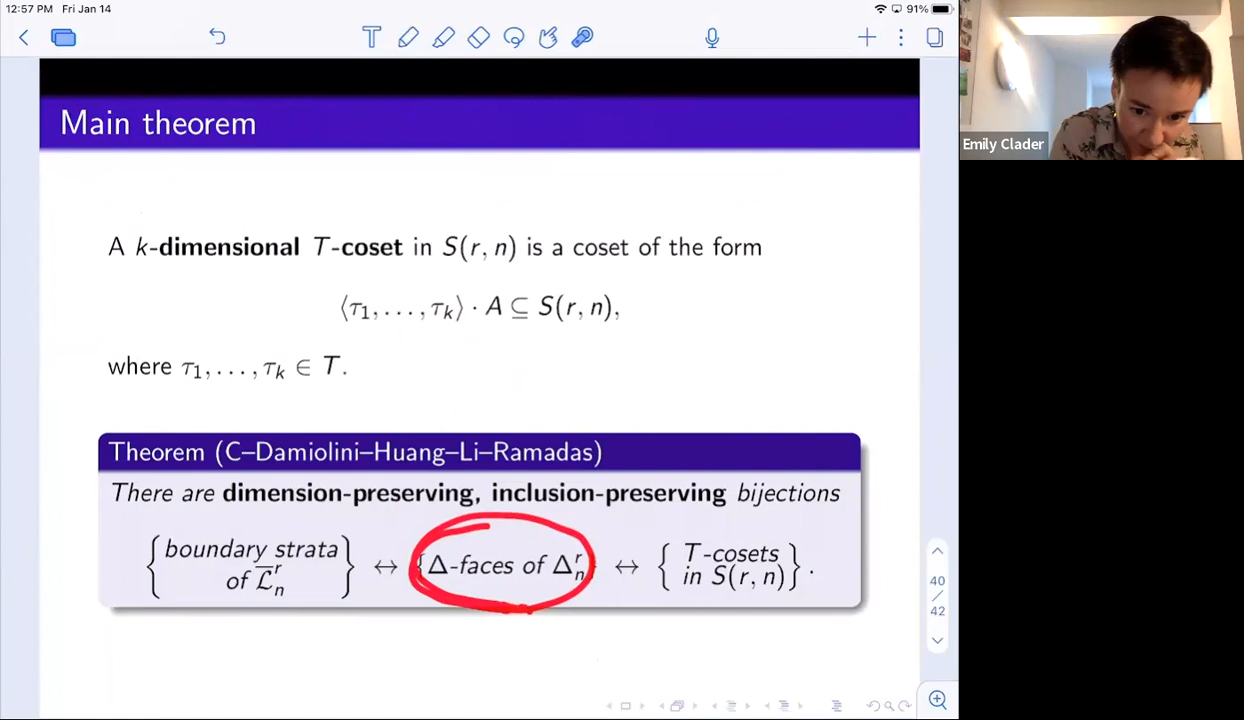 12:57 PM Fri Jan 14
91%
Main theorem
Emily Clader
A k-dimensional T-coset in S(r, n) is a coset of the form
⟨τ₁, . . . , τₖ⟩ · A ⊆ S(r, n),
where τ₁, . . . , τₖ ∈ T.
Theorem (C–Damiolini–Huang–Li–Ramadas)
There are dimension-preserving, inclusion-preserving bijections
{boundary strata of L̅ʳₙ} ↔ {Δ-faces of Δʳₙ} ↔ {T-cosets in S(r, n)}.
40
/
42